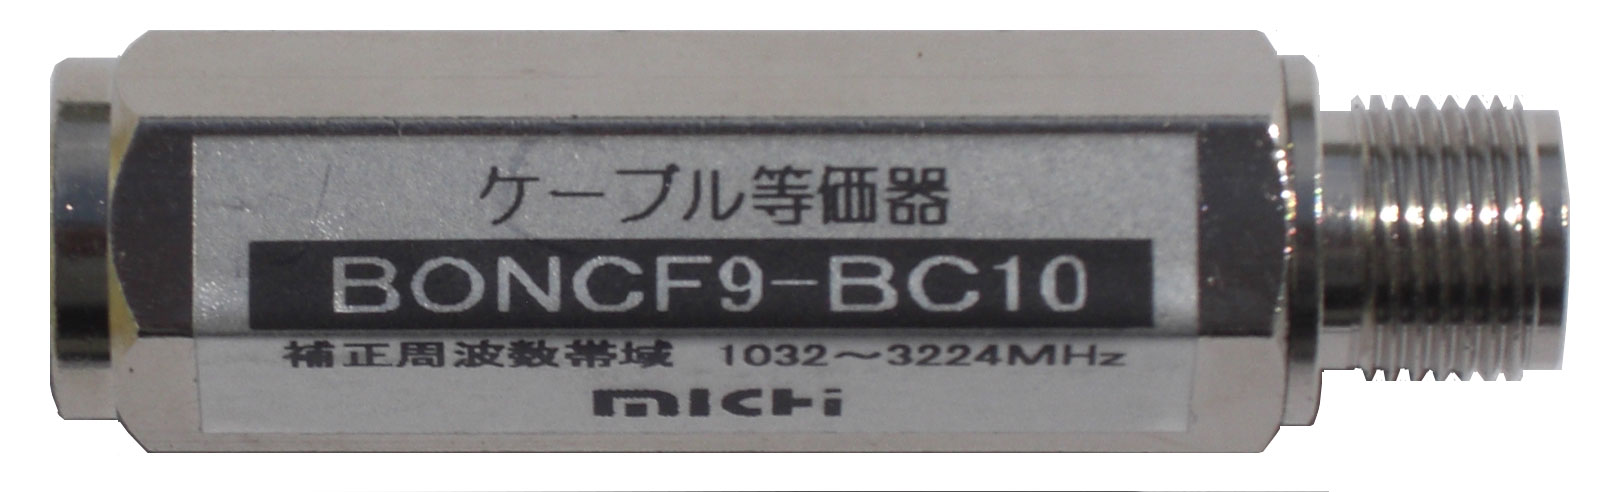 ケーブル等価器
BONCF9-BC10
補正周波数帯域 1032～3224MHz
michi